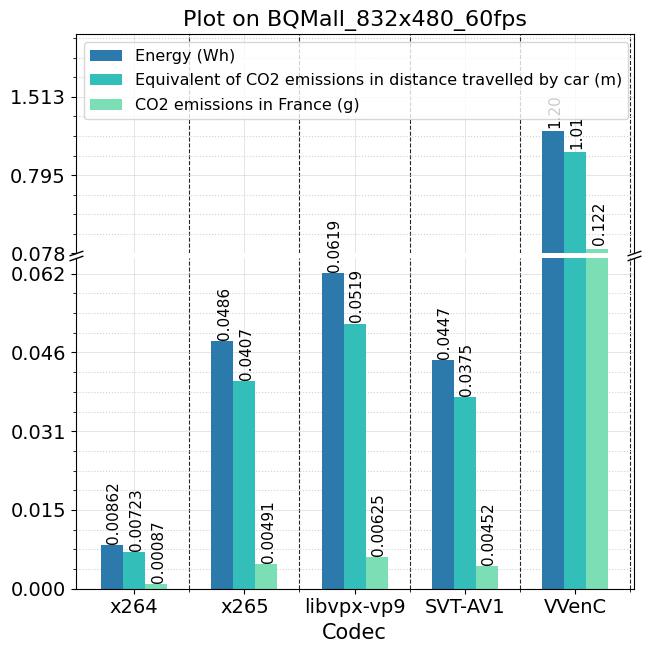 Plot on BQMall_832x480_60fps
Energy (Wh)
Equivalent of CO2 emissions in distance travelled by car (m)
CO2 emissions in France (g)
1.513
0.795
0.078
0.062
0.046
0.031
0.015
0.000
0.00862
0.00723
0.00087
0.0486
0.0407
0.00491
0.0619
0.0519
0.00625
0.0447
0.0375
0.00452
1.20
1.01
0.122
x264
x265
libvpx-vp9
SVT-AV1
VVenC
Codec